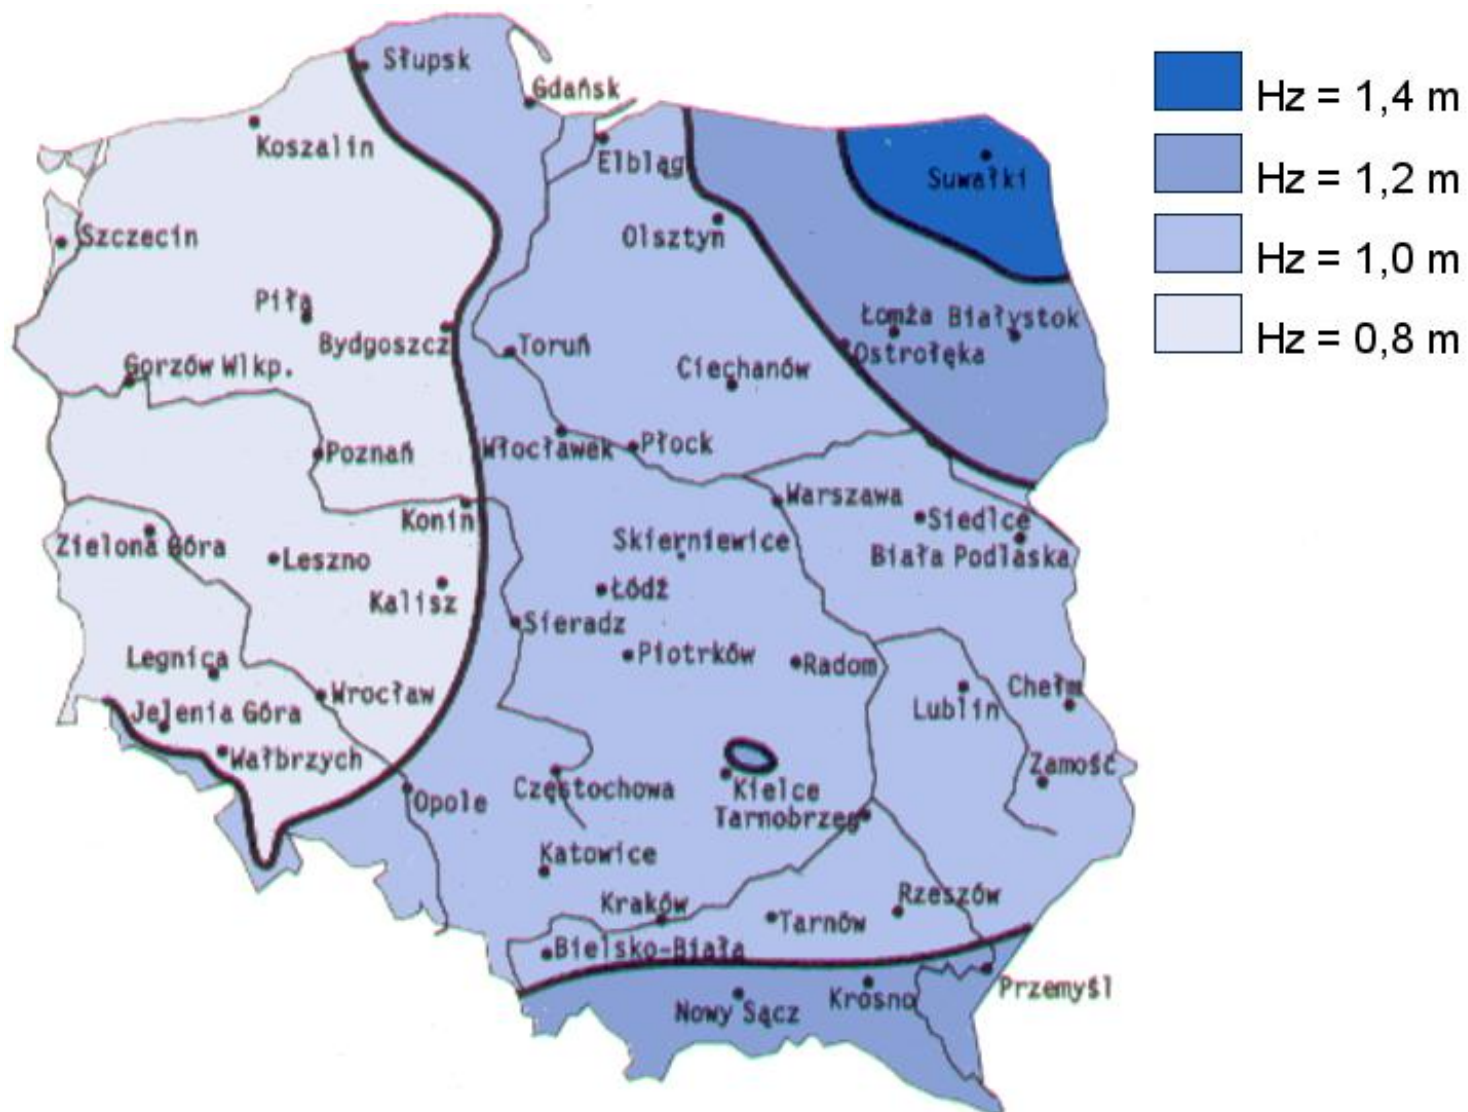 Słupsk
Gdańsk
Hz = 1,4 m
Koszalin
Elbląg
Suwałki
Hz = 1,2 m
Szczecin
Olsztyn
Hz = 1,0 m
Piła
Łomża Białystok
Bydgoszcz
Toruń
Ostrołęka
Hz = 0,8 m
Gorzów Wlkp.
Ciechanów
Poznań
Włocławek
Płock
Warszawa
Konin
Siedlce
Zielona Góra
Leszno
Skierniewice
Biała Podlaska
Kalisz
Łódź
Sieradz
Legnica
Piotrków
Radom
Wrocław
Chełm
Jelenia Góra
Lublin
Wałbrzych
Zamość
Opole
Częstochowa
Kielce
Tarnobrzeg
Katowice
Kraków
Rzeszów
Tarnów
Bielsko-Biała
Przemyśl
Nowy Sącz
Krosno